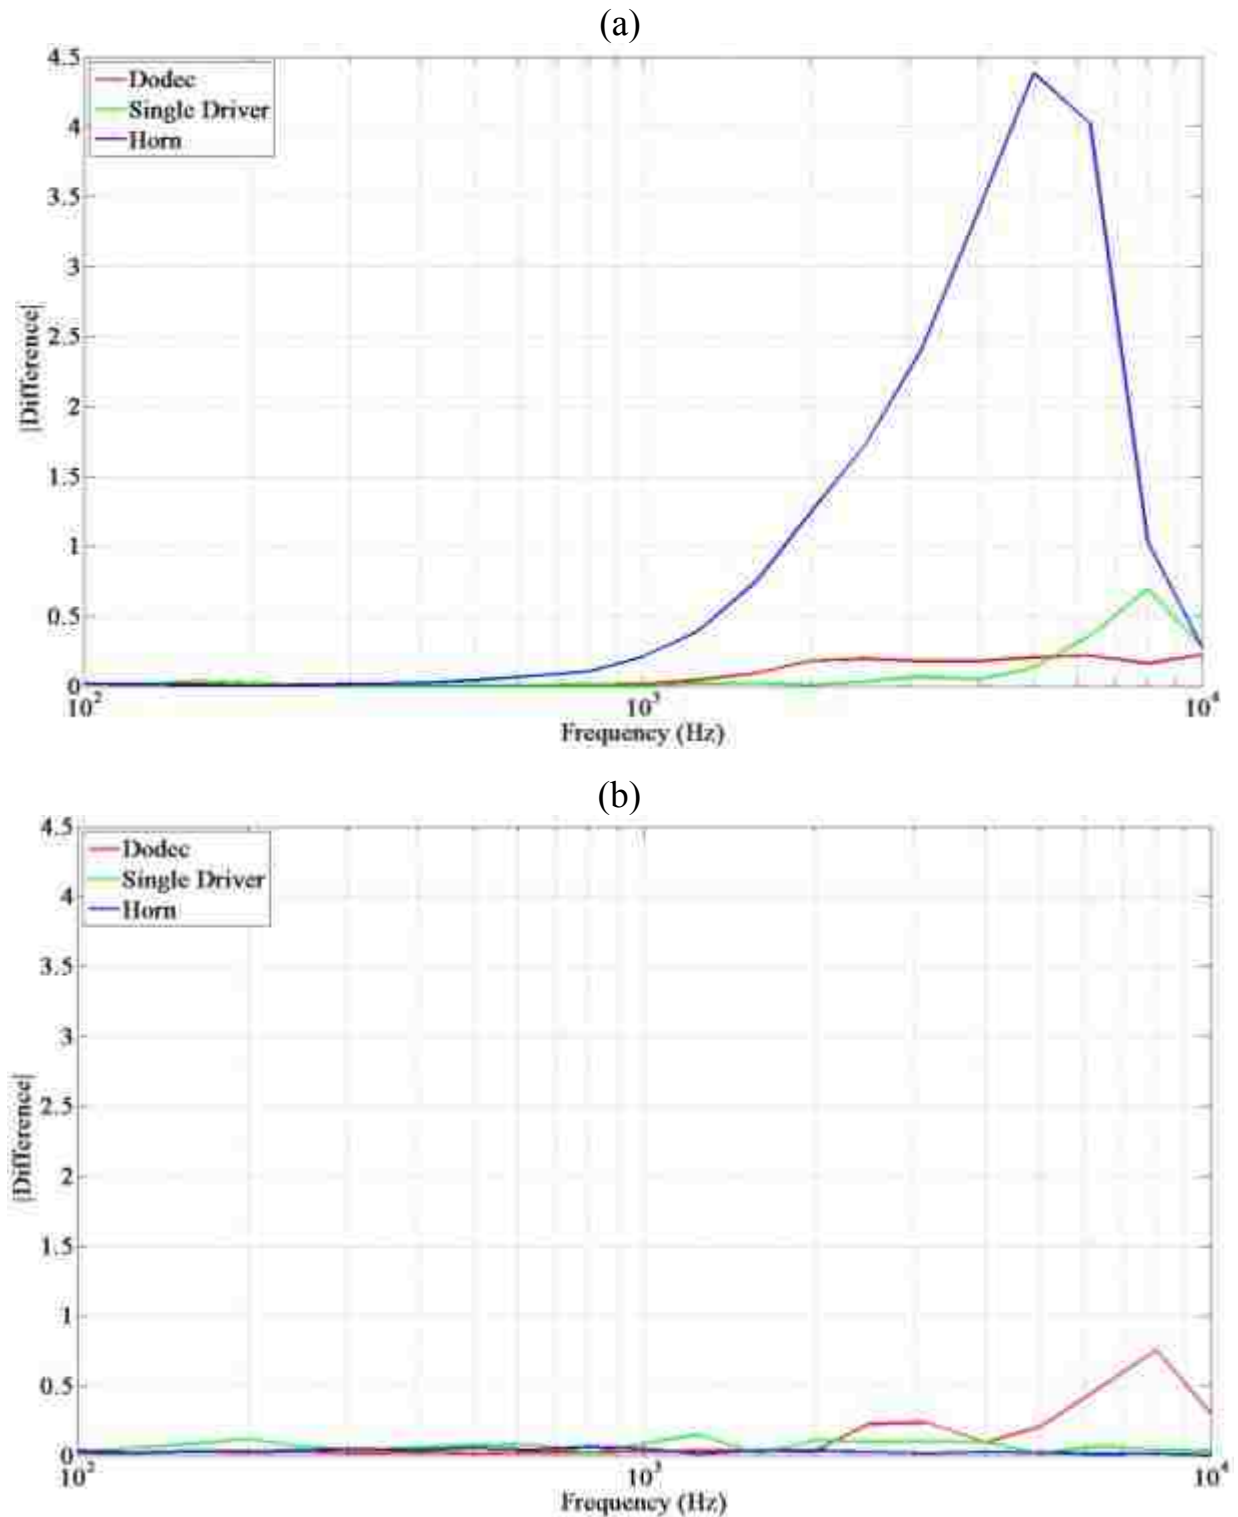 (a)
4.5
Dodec
Single Driver
Horn
4
3.5
3
2.5
2
1.5
1
0.5
0
|Difference|
10²
10³
10⁴
Frequency (Hz)
(b)
4.5
Dodec
Single Driver
Horn
4
3.5
3
2.5
2
1.5
1
0.5
0
|Difference|
10²
10³
10⁴
Frequency (Hz)